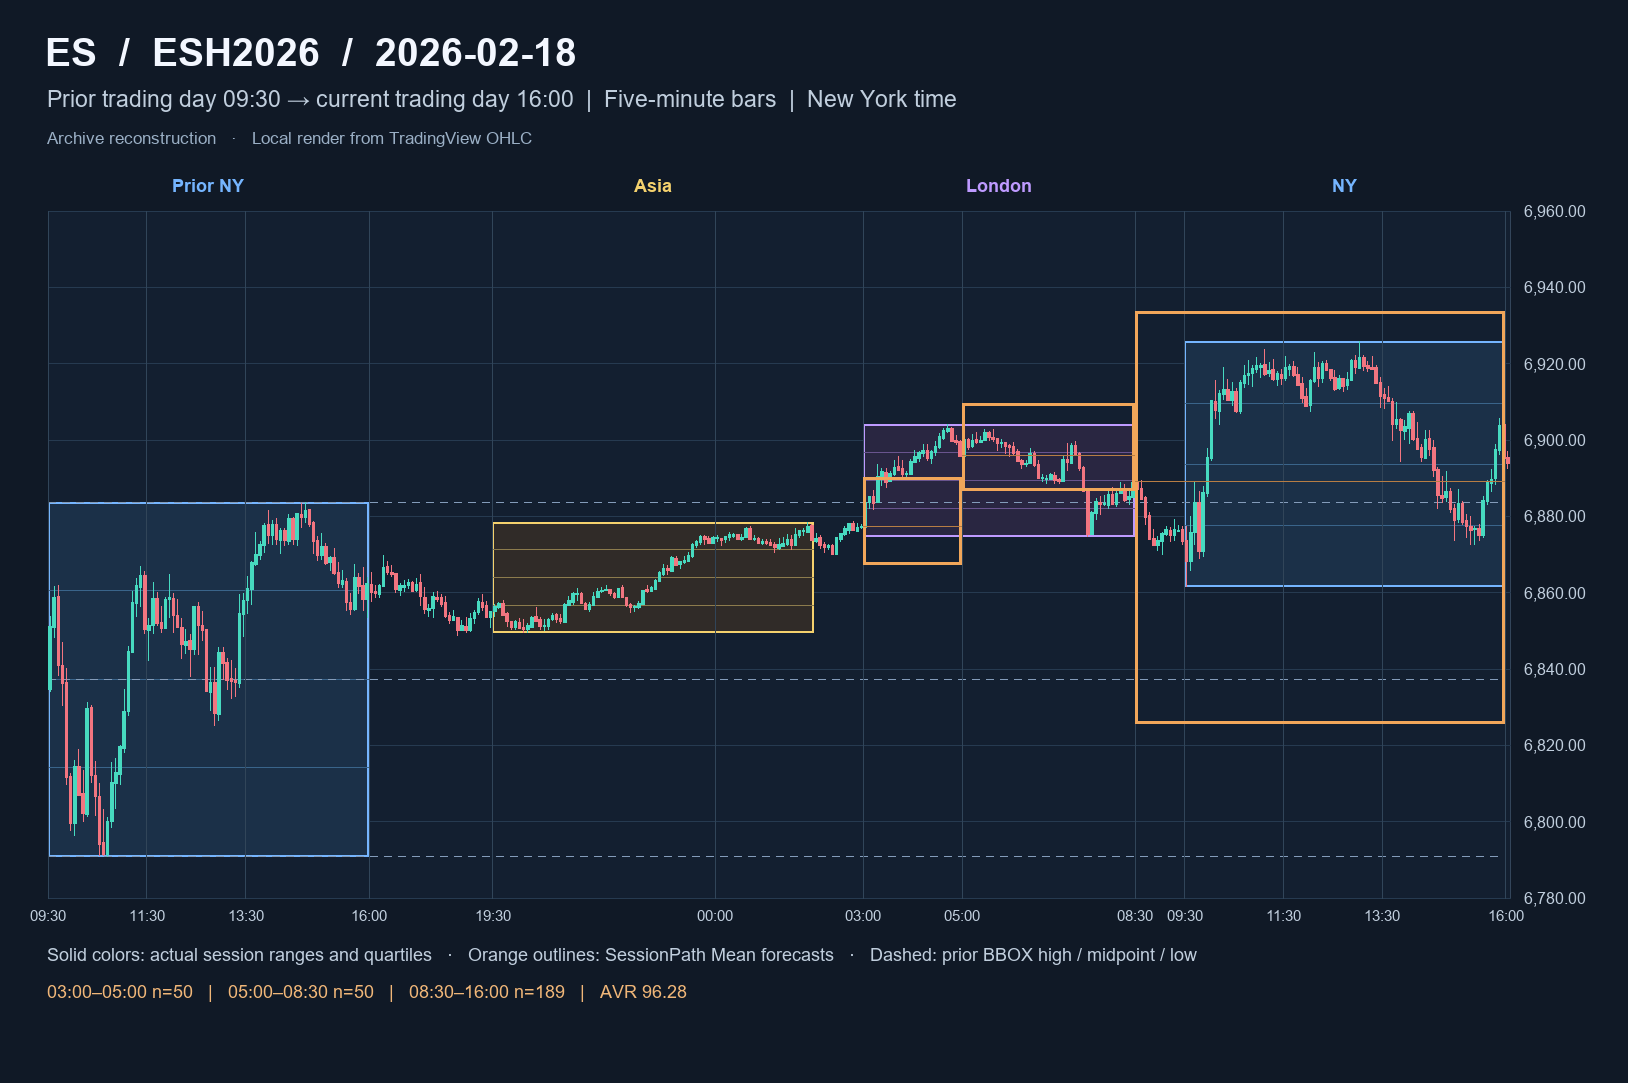 ES / ESH2026 / 2026-02-18
Prior trading day 09:30 → current trading day 16:00 | Five-minute bars | New York time
Archive reconstruction · Local render from TradingView OHLC
Prior NY Asia London NY
6,960.00
6,940.00
6,920.00
6,900.00
6,880.00
6,860.00
6,840.00
6,820.00
6,800.00
6,780.00
09:30 11:30 13:30 16:00 19:30 00:00 03:00 05:00 08:30 09:30 11:30 13:30 16:00
Solid colors: actual session ranges and quartiles · Orange outlines: SessionPath Mean forecasts · Dashed: prior BBOX high / midpoint / low
03:00–05:00 n=50 | 05:00–08:30 n=50 | 08:30–16:00 n=189 | AVR 96.28